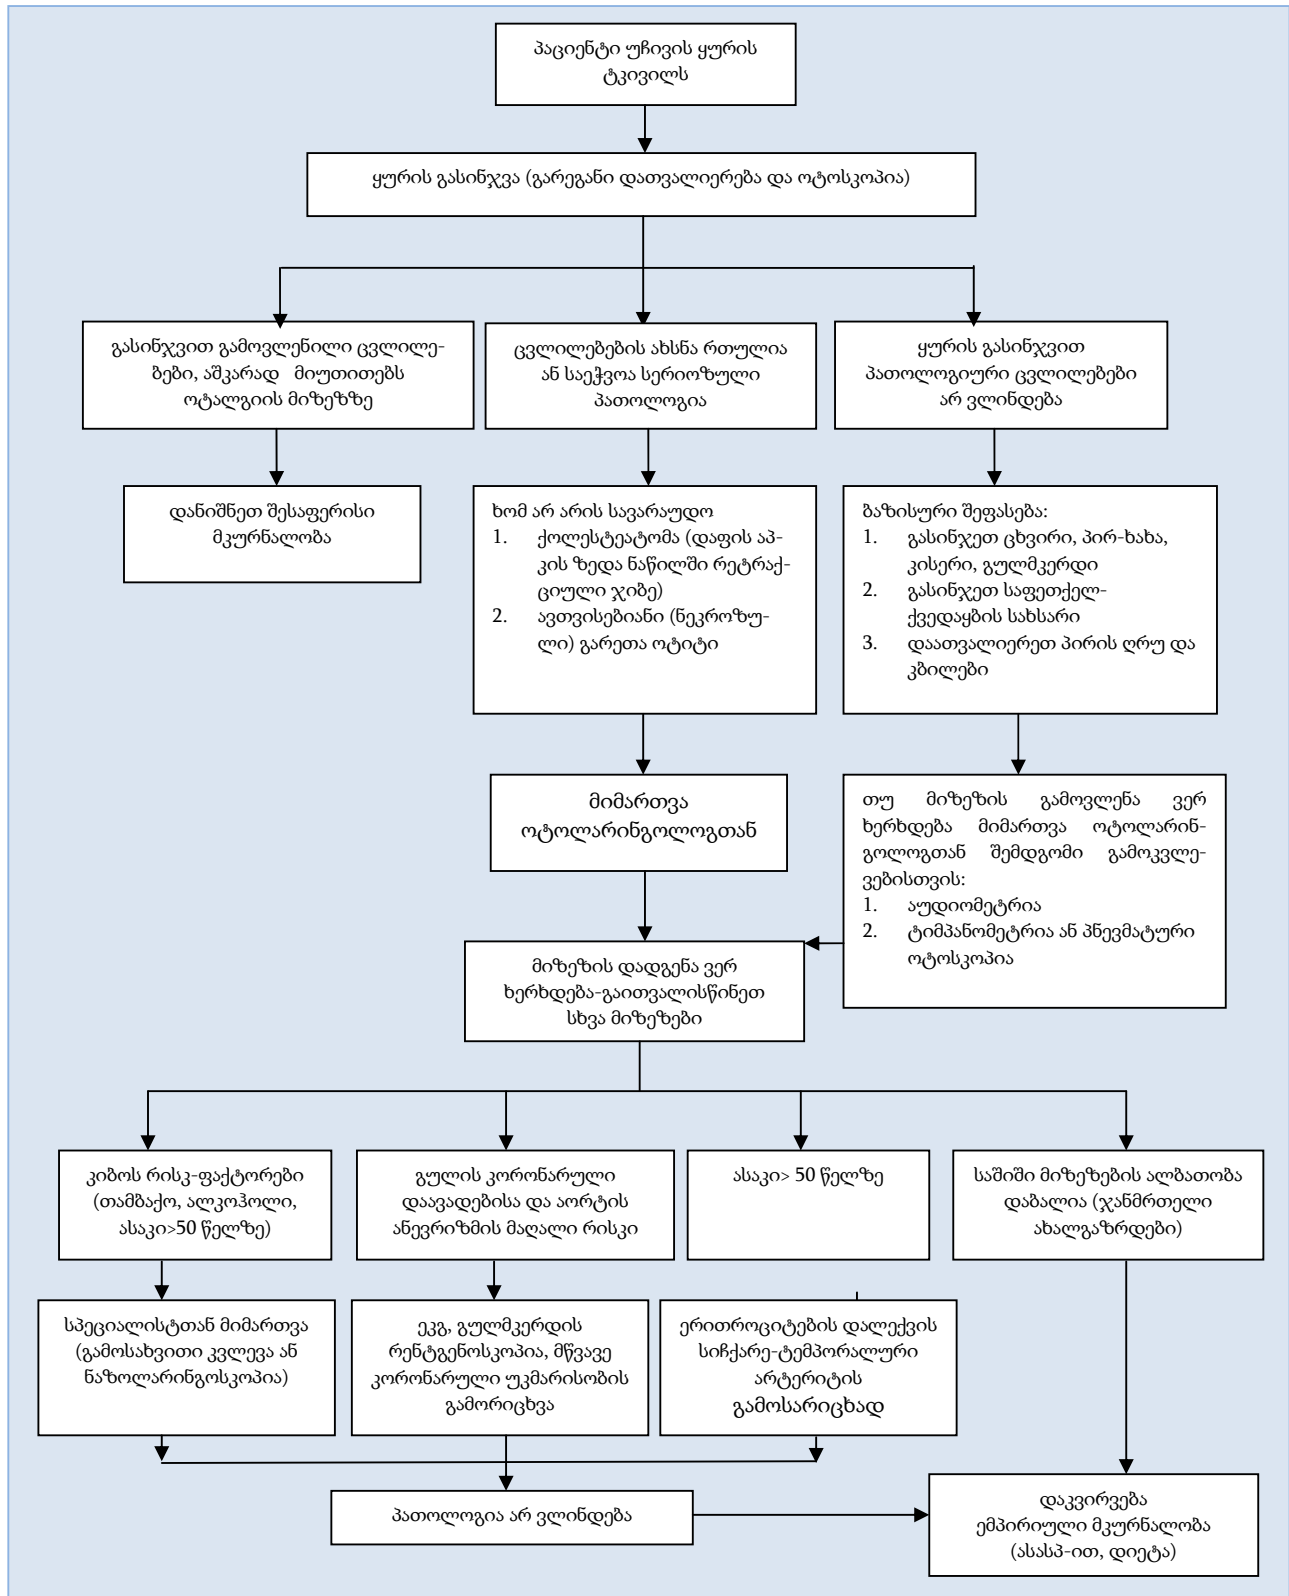 პაციენტი უჩივის ყურის
ტკივილს
ყურის გასინჯვა (გარეგანი დათვალიერება და ოტოსკოპია)
გასინჯვით გამოვლენილი ცვლილე-
ბები, აშკარად მიუთითებს
ოტალგიის მიზეზზე
ცვლილებების ახსნა რთულია
ან საეჭვოა სერიოზული
პათოლოგია
ყურის გასინჯვით
პათოლოგიური ცვლილებები
არ ვლინდება
დანიშნეთ შესაფერისი
მკურნალობა
ხომ არ არის სავარაუდო
1. ქოლესტეატომა (დაფის აპ-
კის ზედა ნაწილში რეტრაქ-
ციული ჯიბე)
2. ავთვისებიანი (ნეკროზუ-
ლი) გარეთა ოტიტი
ბაზისური შეფასება:
1. გასინჯეთ ცხვირი, პირ-ხახა,
კისერი, გულმკერდი
2. გასინჯეთ საფეთქელ-
ქვედაყბის სახსარი
3. დაათვალიერეთ პირის ღრუ და
კბილები
მიმართვა
ოტოლარინგოლოგთან
თუ მიზეზის გამოვლენა ვერ
ხერხდება მიმართვა ოტოლარინ-
გოლოგთან შემდგომი გამოკვლე-
ვებისთვის:
1. აუდიომეტრია
2. ტიმპანომეტრია ან პნევმატური
ოტოსკოპია
მიზეზის დადგენა ვერ
ხერხდება-გაითვალისწინეთ
სხვა მიზეზები
კიბოს რისკ-ფაქტორები
(თამბაქო, ალკოჰოლი,
ასაკი>50 წელზე)
გულის კორონარული
დაავადებისა და აორტის
ანევრიზმის მაღალი რისკი
ასაკი> 50 წელზე
საშიში მიზეზების ალბათობა
დაბალია (ჯანმრთელი
ახალგაზრდები)
სპეციალისტთან მიმართვა
(გამოსახვითი კვლევა ან
ნაზოლარინგოსკოპია)
ეკგ, გულმკერდის
რენტგენოსკოპია, მწვავე
კორონარული უკმარისობის
გამორიცხვა
ერითროციტების დალექვის
სიჩქარე-ტემპორალური
არტერიტის
გამოსარიცხად
პათოლოგია არ ვლინდება
დაკვირვება
ემპირიული მკურნალობა
(ასასპ-ით, დიეტა)